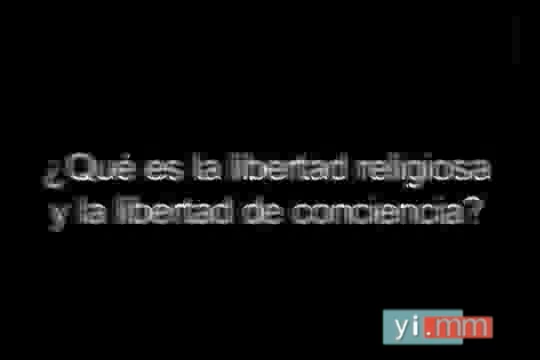 ¿Qué es la libertad religiosa
y la libertad de conciencia?
yi.mm